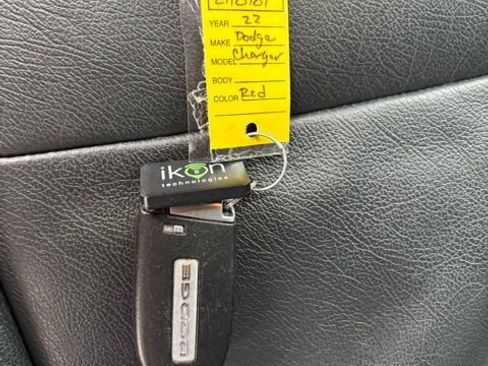 YEAR 22
MAKE Dodge
MODEL Charger
BODY
COLOR Red
ikon
technologies
DODGE